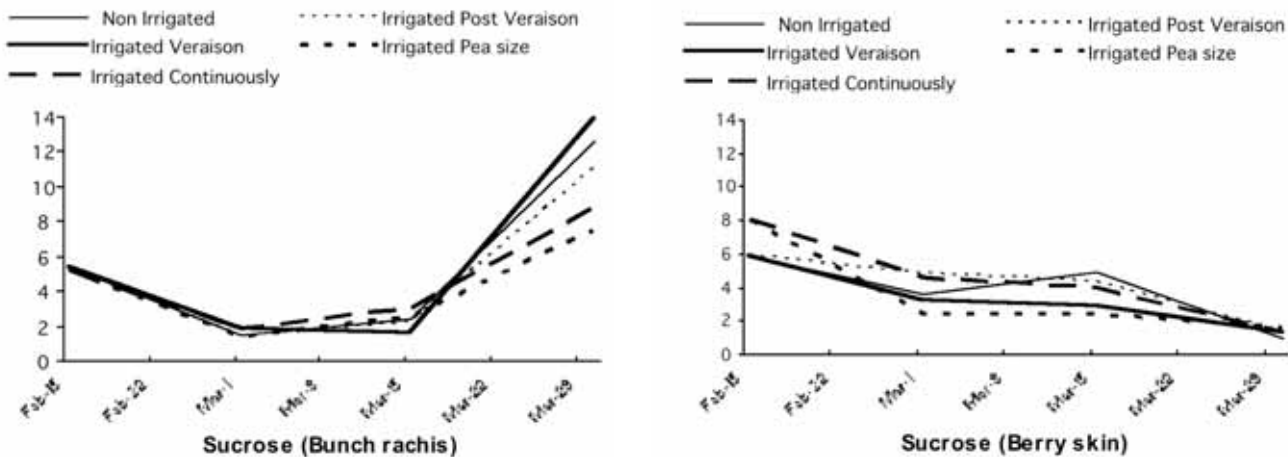 Non Irrigated
Irrigated Post Veraison
Irrigated Veraison
Irrigated Pea size
Irrigated Continuously
14
12
10
8
6
4
2
0
Feb-15 Feb-22 Mar-1 Mar-8 Mar-15 Mar-22 Mar-29
Sucrose (Bunch rachis)
Non Irrigated
Irrigated Post Veraison
Irrigated Veraison
Irrigated Pea size
Irrigated Continuously
14
12
10
8
6
4
2
0
Feb-15 Feb-22 Mar-1 Mar-8 Mar-15 Mar-22 Mar-29
Sucrose (Berry skin)